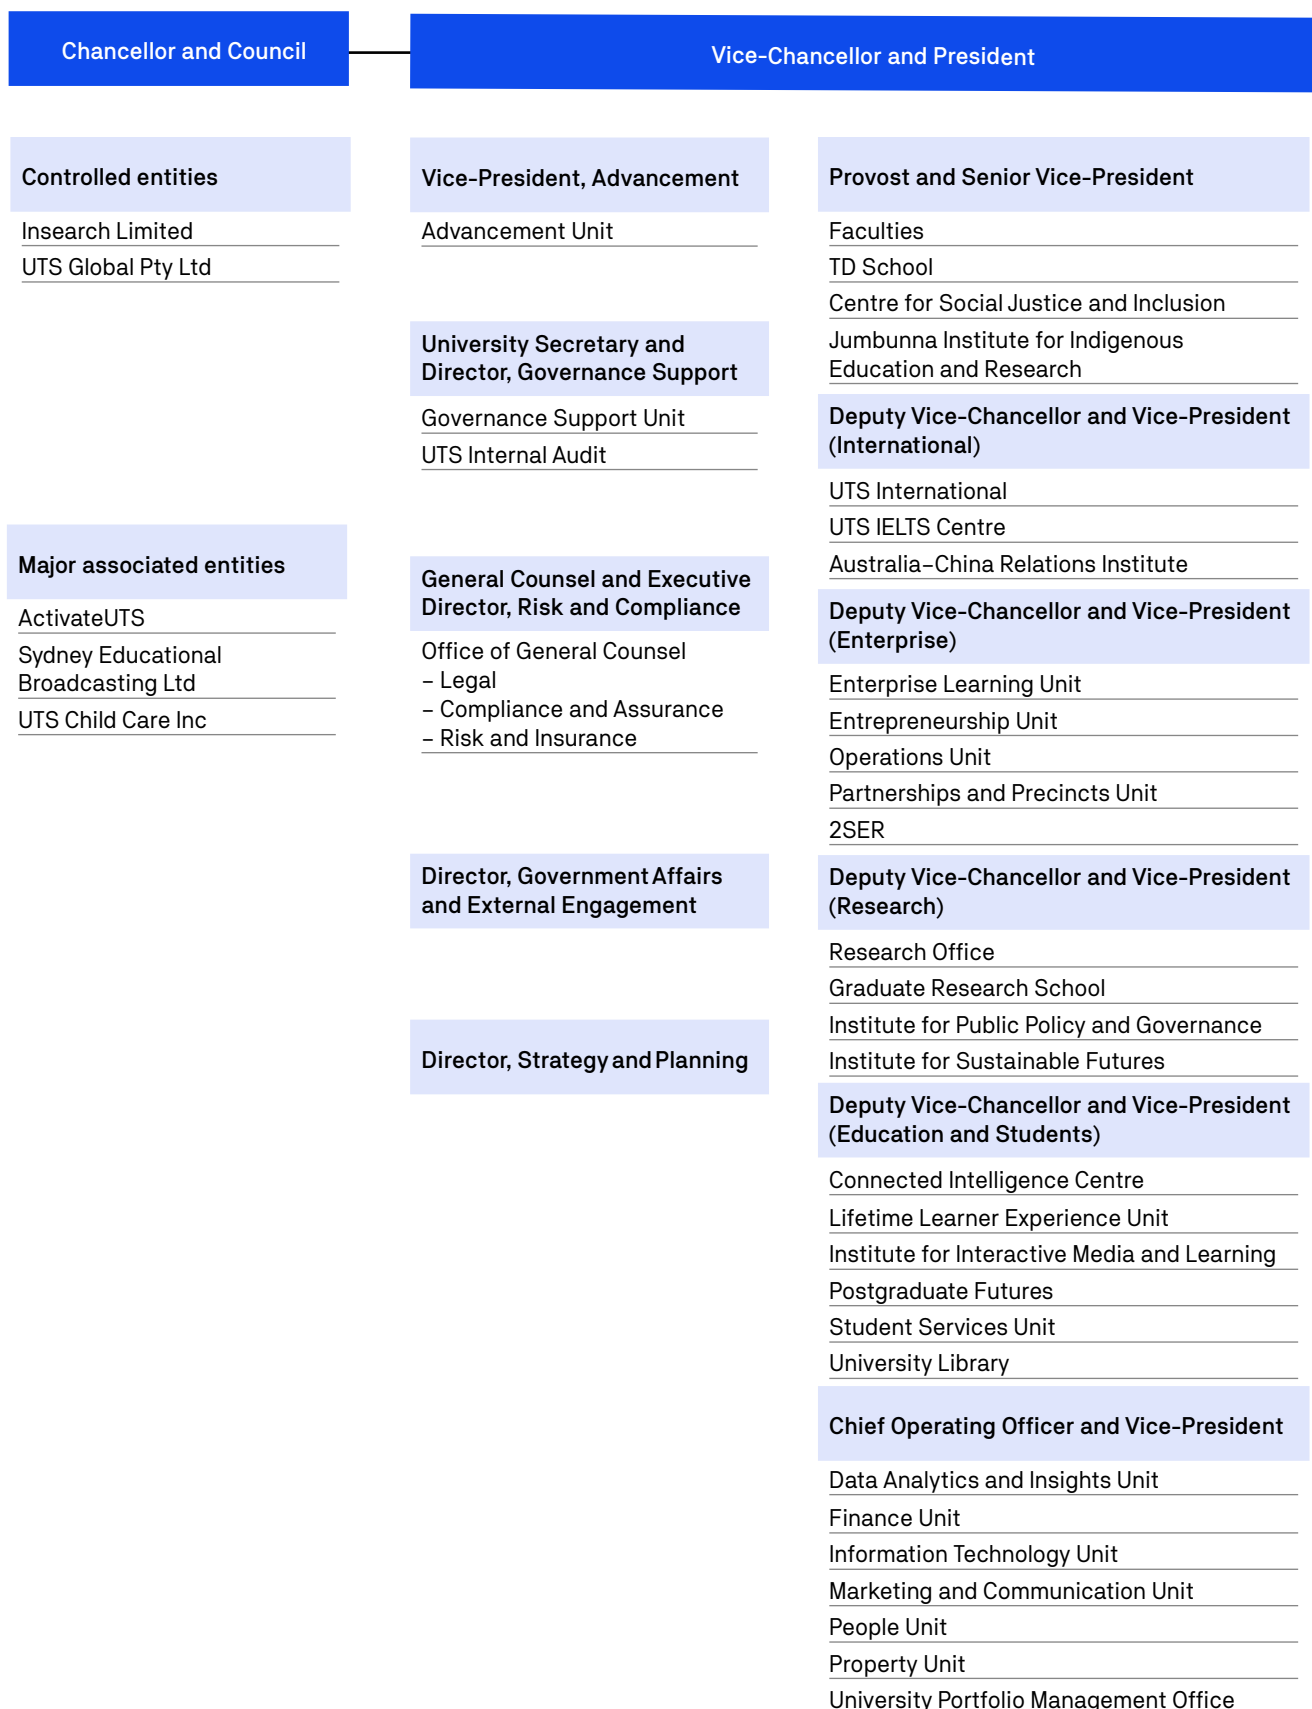 Chancellor and Council
Vice-Chancellor and President
Controlled entities
Insearch Limited
UTS Global Pty Ltd
Major associated entities
ActivateUTS
Sydney Educational
Broadcasting Ltd
UTS Child Care Inc
Vice-President, Advancement
Advancement Unit
University Secretary and
Director, Governance Support
Governance Support Unit
UTS Internal Audit
General Counsel and Executive
Director, Risk and Compliance
Office of General Counsel
– Legal
– Compliance and Assurance
– Risk and Insurance
Director, Government Affairs
and External Engagement
Director, Strategy and Planning
Provost and Senior Vice-President
Faculties
TD School
Centre for Social Justice and Inclusion
Jumbunna Institute for Indigenous
Education and Research
Deputy Vice-Chancellor and Vice-President
(International)
UTS International
UTS IELTS Centre
Australia–China Relations Institute
Deputy Vice-Chancellor and Vice-President
(Enterprise)
Enterprise Learning Unit
Entrepreneurship Unit
Operations Unit
Partnerships and Precincts Unit
2SER
Deputy Vice-Chancellor and Vice-President
(Research)
Research Office
Graduate Research School
Institute for Public Policy and Governance
Institute for Sustainable Futures
Deputy Vice-Chancellor and Vice-President
(Education and Students)
Connected Intelligence Centre
Lifetime Learner Experience Unit
Institute for Interactive Media and Learning
Postgraduate Futures
Student Services Unit
University Library
Chief Operating Officer and Vice-President
Data Analytics and Insights Unit
Finance Unit
Information Technology Unit
Marketing and Communication Unit
People Unit
Property Unit
University Portfolio Management Office